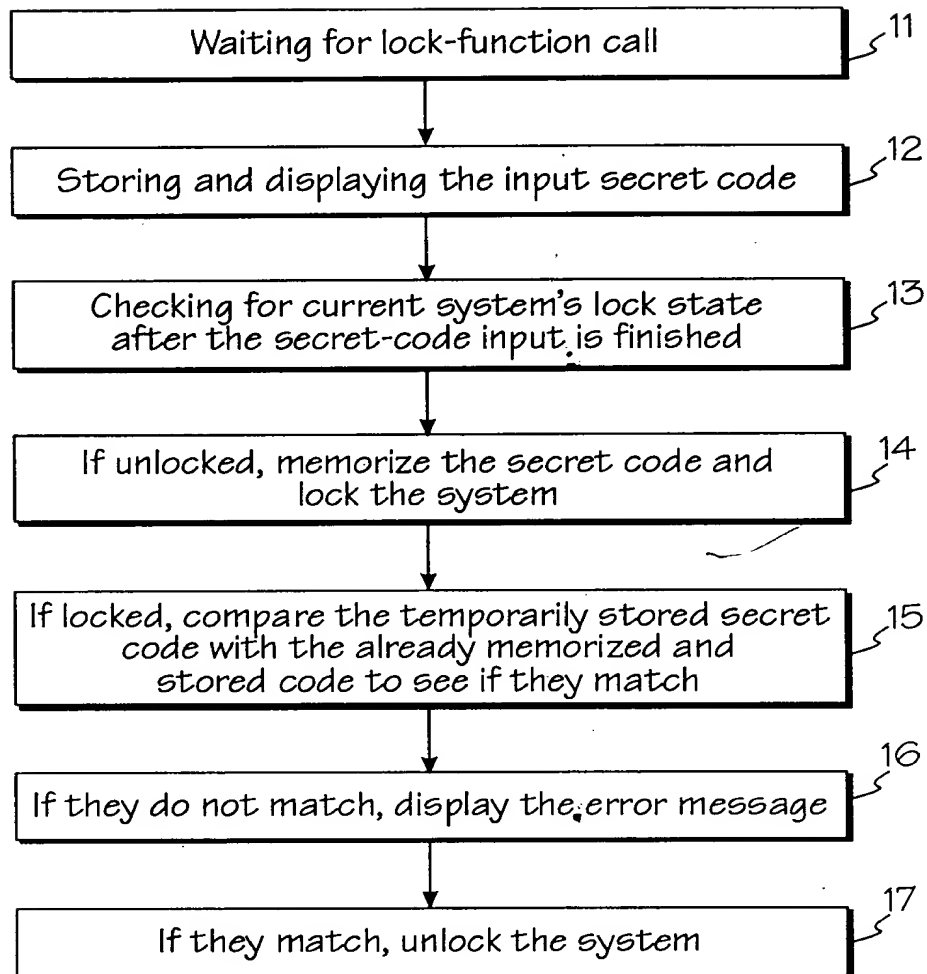 Waiting for lock-function call
11
Storing and displaying the input secret code
12
Checking for current system's lock state
after the secret-code input is finished
13
If unlocked, memorize the secret code and
lock the system
14
If locked, compare the temporarily stored secret
code with the already memorized and
stored code to see if they match
15
If they do not match, display the error message
16
If they match, unlock the system
17